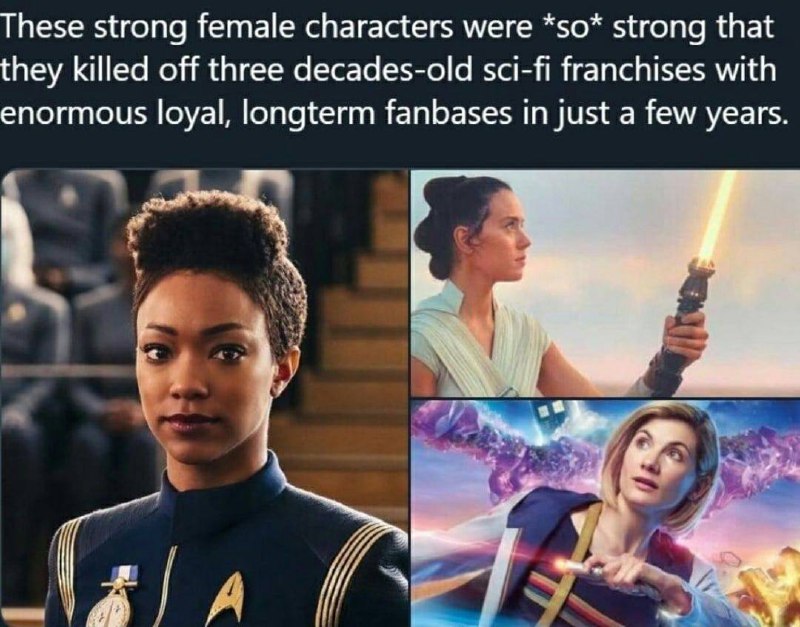 These strong female characters were *so* strong that
they killed off three decades-old sci-fi franchises with
enormous loyal, longterm fanbases in just a few years.